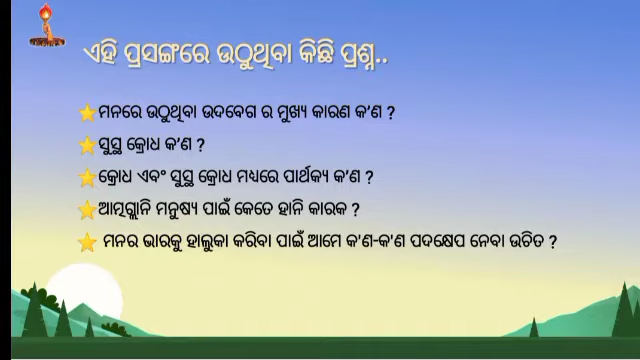 ଏହି ପ୍ରସଙ୍ଗରେ ଉଠୁଥିବା କିଛି ପ୍ରଶ୍ନ..
ମନରେ ଉଠୁଥିବା ଉଦବେଗ ର ମୁଖ୍ୟ କାରଣ କ'ଣ ?
ସୁସ୍ଥ କ୍ରୋଧ କ'ଣ ?
କ୍ରୋଧ ଏବଂ ସୁସ୍ଥ କ୍ରୋଧ ମଧ୍ୟରେ ପାର୍ଥକ୍ୟ କ'ଣ ?
ଆତ୍ମଗ୍ଲାନି ମନୁଷ୍ୟ ପାଇଁ କେତେ ହାନି କାରକ ?
ମନର ଭାରକୁ ହାଲୁକା କରିବା ପାଇଁ ଆମେ କ'ଣ-କ'ଣ ପଦକ୍ଷେପ ନେବା ଉଚିତ ?